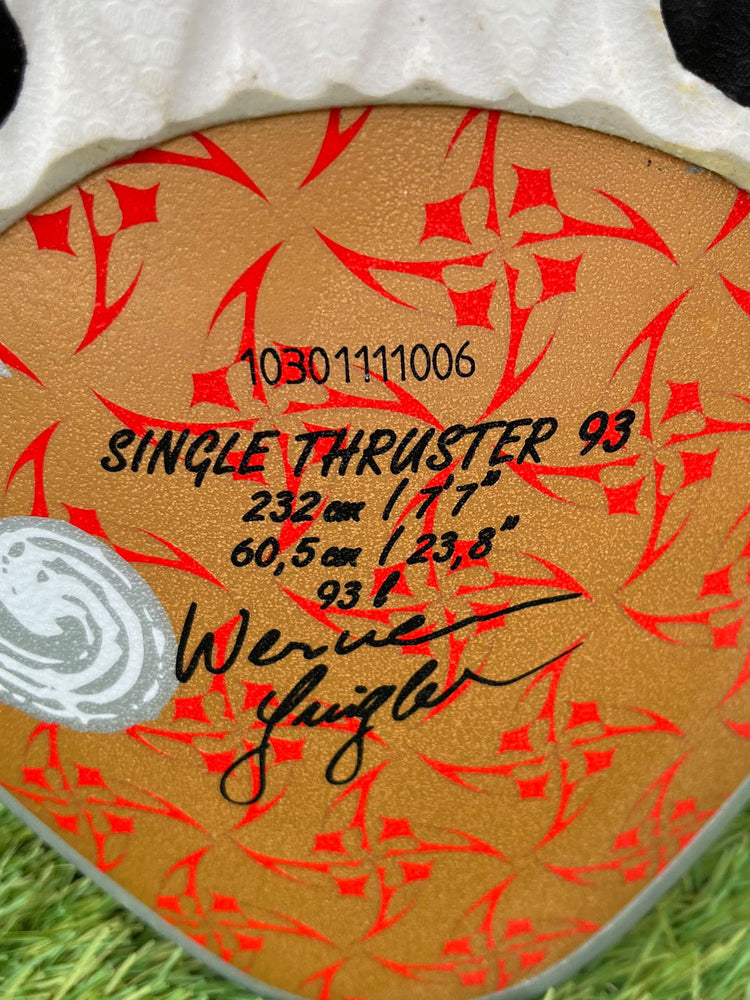 10301111006
SINGLE THRUSTER 93
232 cm / 7'7"
60,5 cm / 23,8"
93 l
Werner
Gnigler